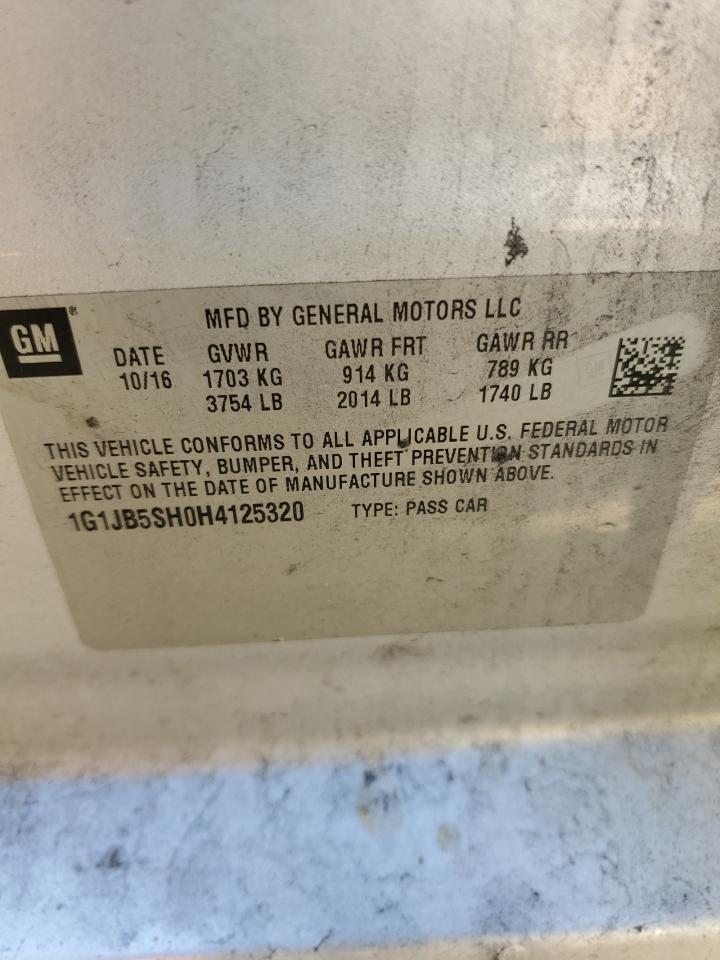 GM®
MFD BY GENERAL MOTORS LLC
DATE GVWR GAWR FRT GAWR RR
10/16 1703 KG 914 KG 789 KG
3754 LB 2014 LB 1740 LB
THIS VEHICLE CONFORMS TO ALL APPLICABLE U.S. FEDERAL MOTOR
VEHICLE SAFETY, BUMPER, AND THEFT PREVENTION STANDARDS IN
EFFECT ON THE DATE OF MANUFACTURE SHOWN ABOVE.
1G1JB5SH0H4125320 TYPE: PASS CAR